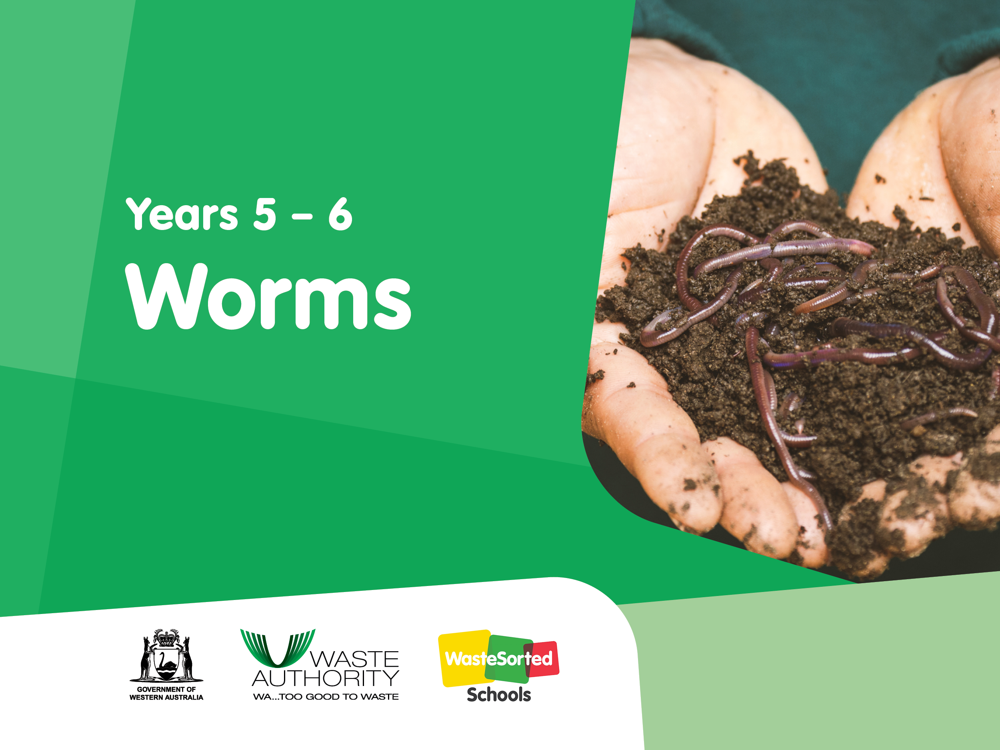 Years 5 – 6
Worms
GOVERNMENT OF
WESTERN AUSTRALIA
WASTE
AUTHORITY
WA...TOO GOOD TO WASTE
WasteSorted
Schools